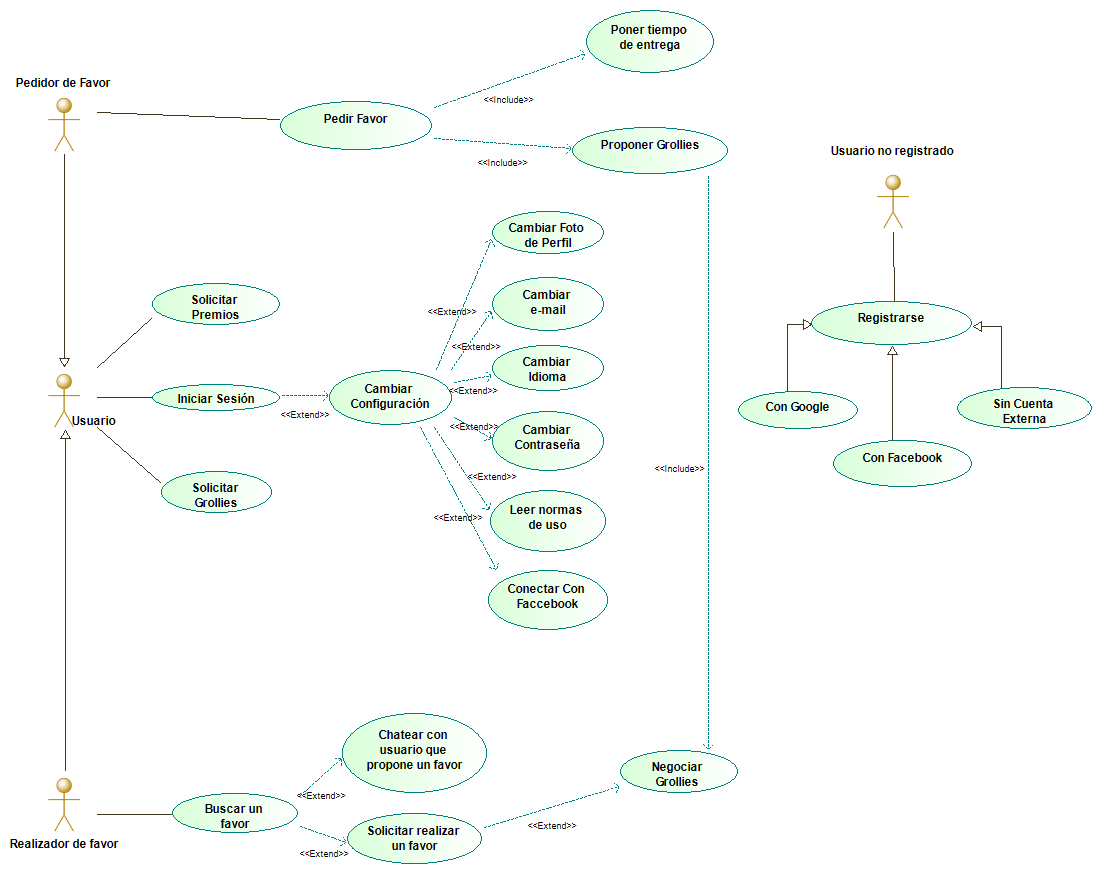 Poner tiempo
de entrega
Pedidor de Favor
<<Include>>
Pedir Favor
Proponer Grollies
<<Include>>
Usuario no registrado
Cambiar Foto
de Perfil
Solicitar
Premios
Cambiar
e-mail
<<Extend>>
Registrarse
<<Extend>>
Cambiar
Idioma
Iniciar Sesión
<<Extend>>
Cambiar
Configuración
<<Extend>>
Con Google
Sin Cuenta
Externa
Usuario
<<Extend>>
Cambiar
Contraseña
Con Facebook
<<Include>>
Solicitar
Grollies
<<Extend>>
Leer normas
de uso
<<Extend>>
Conectar Con
Faccebook
Chatear con
usuario que
propone un favor
Negociar
Grollies
<<Extend>>
Buscar un
favor
Solicitar realizar
un favor
<<Extend>>
<<Extend>>
Realizador de favor